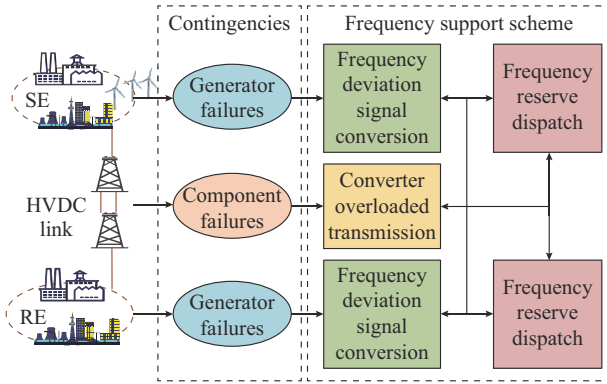 Contingencies
Frequency support scheme
SE
Generator
failures
Frequency
deviation
signal
conversion
Frequency
reserve
dispatch
HVDC
link
Component
failures
Converter
overloaded
transmission
RE
Generator
failures
Frequency
deviation
signal
conversion
Frequency
reserve
dispatch